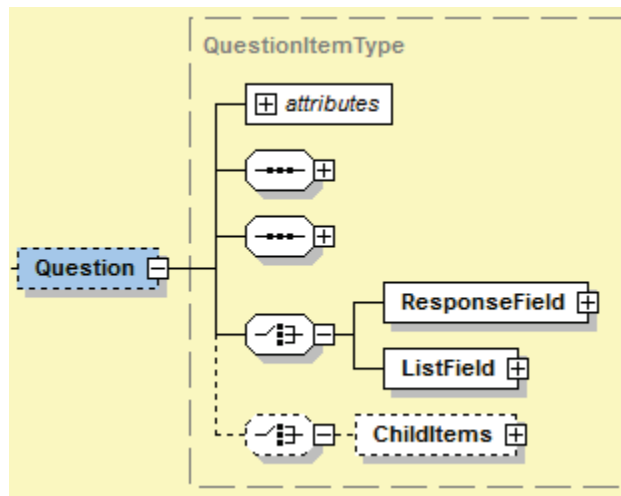 QuestionItemType
attributes
Question
ResponseField
ListField
ChildItems